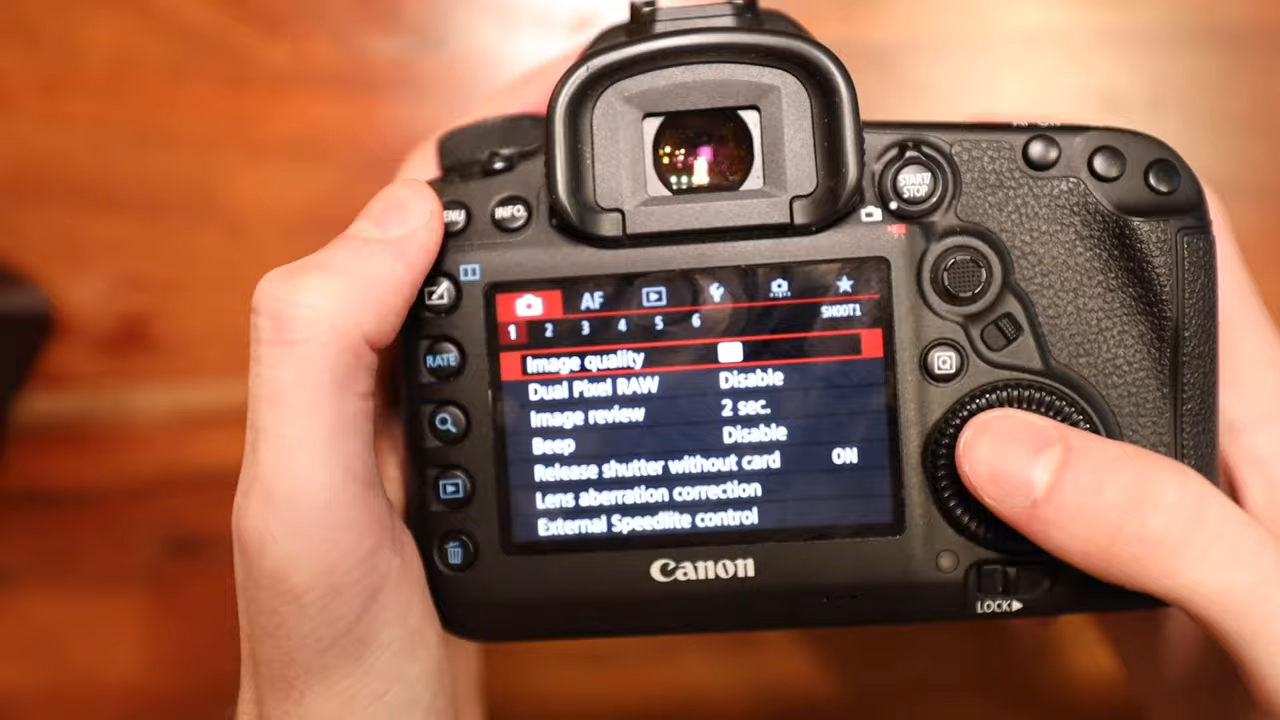 START/
STOP
INFO.
AF
1 2 3 4 5 6
SHOOT1
Image quality
RATE
Dual Pixel RAW Disable
Image review 2 sec.
Beep Disable
Release shutter without card ON
Lens aberration correction
External Speedlite control
Canon
LOCK